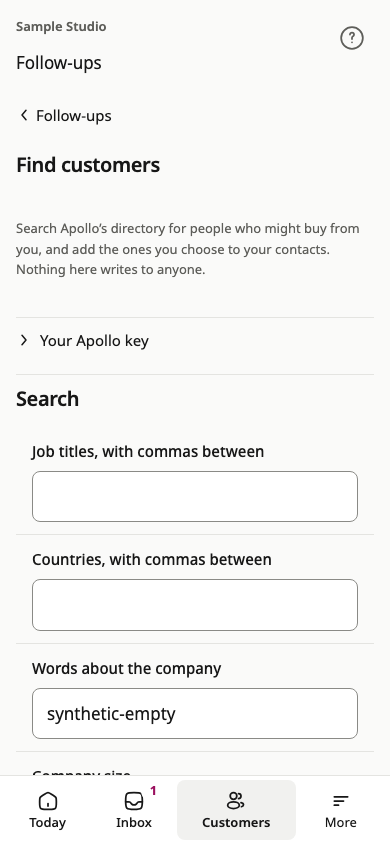 Sample Studio
Follow-ups
Follow-ups
Find customers
Search Apollo’s directory for people who might buy from
you, and add the ones you choose to your contacts.
Nothing here writes to anyone.
Your Apollo key
Search
Job titles, with commas between
Countries, with commas between
Words about the company
synthetic-empty
Company size
1
Today
Inbox
Customers
More